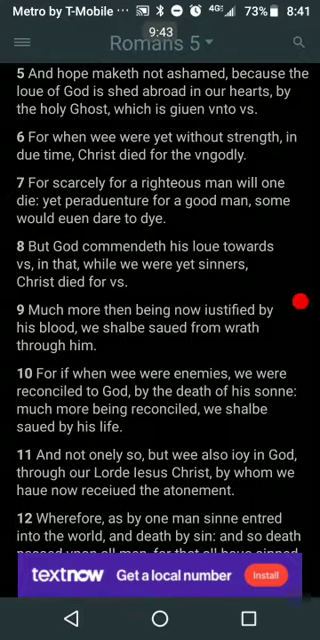 Metro by T-Mobile ··· 4G 73% 8:41
9:43
Romans 5
5 And hope maketh not ashamed, because the
loue of God is shed abroad in our hearts, by
the holy Ghost, which is giuen vnto vs.
6 For when wee were yet without strength, in
due time, Christ died for the vngodly.
7 For scarcely for a righteous man will one
die: yet peraduenture for a good man, some
would euen dare to dye.
8 But God commendeth his loue towards
vs, in that, while we were yet sinners,
Christ died for vs.
9 Much more then being now iustified by
his blood, we shalbe saued from wrath
through him.
10 For if when wee were enemies, we were
reconciled to God, by the death of his sonne:
much more being reconciled, we shalbe
saued by his life.
11 And not onely so, but wee also ioy in God,
through our Lorde Iesus Christ, by whom we
haue now receiued the atonement.
12 Wherefore, as by one man sinne entred
into the world, and death by sin: and so death
passed vpon all men, for that all have sinned
textnow Get a local number Install